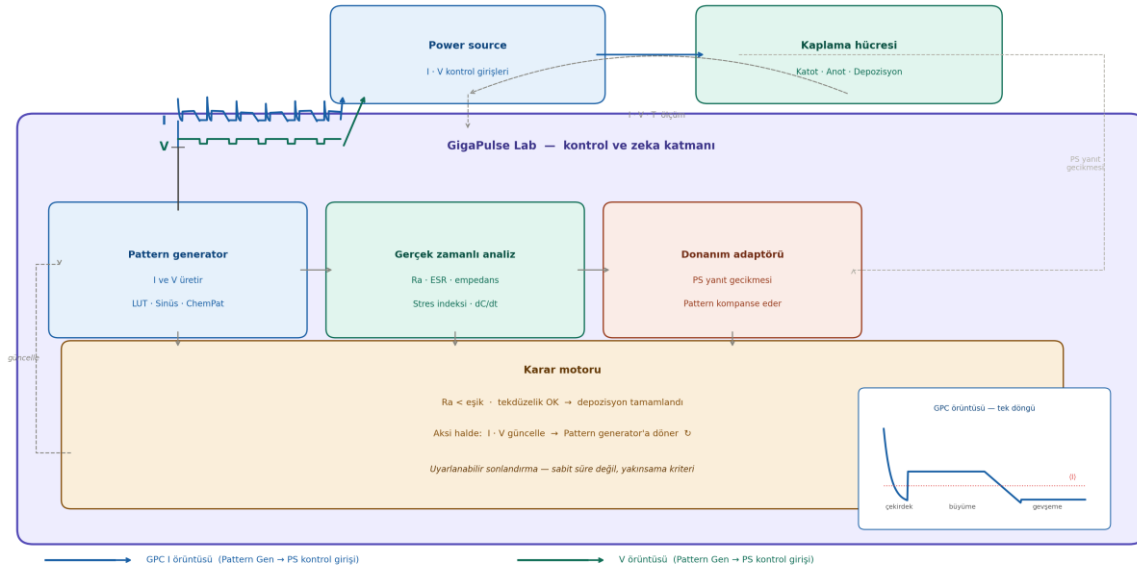 Power source
I · V kontrol girişleri
Kaplama hücresi
Katot · Anot · Depozisyon
I
V
I · V · T ölçüm
GigaPulse Lab — kontrol ve zeka katmanı
PS yanıt
gecikmesi
Pattern generator
I ve V üretir
LUT · Sinüs · ChemPat
Gerçek zamanlı analiz
Ra · ESR · empedans
Stres indeksi · dC/dt
Donanım adaptörü
PS yanıt gecikmesi
Pattern kompanse eder
güncelle
Karar motoru
Ra < eşik · tekdüzelik OK → depozisyon tamamlandı
Aksi halde: I · V güncelle → Pattern generator'a döner ↻
Uyarlanabilir sonlandırma — sabit süre değil, yakınsama kriteri
GPC örüntüsü — tek döngü
⟨I⟩
çekirdek
büyüme
gevşeme
GPC I örüntüsü (Pattern Gen → PS kontrol girişi)
V örüntüsü (Pattern Gen → PS kontrol girişi)